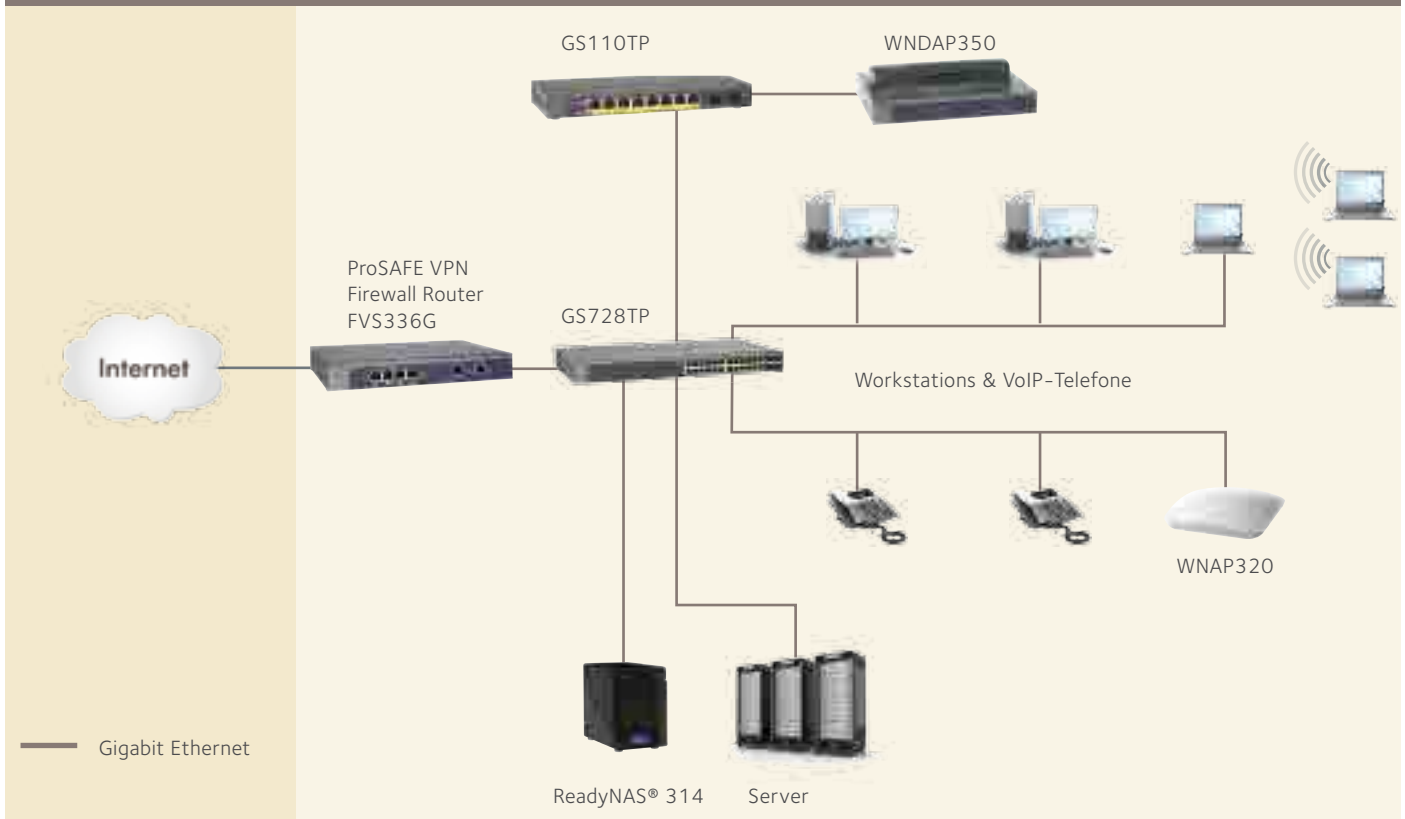 GS110TP
WNDAP350
ProSAFE VPN
Firewall Router
FVS336G
GS728TP
Internet
Workstations & VoIP-Telefone
WNAP320
Gigabit Ethernet
ReadyNAS® 314
Server